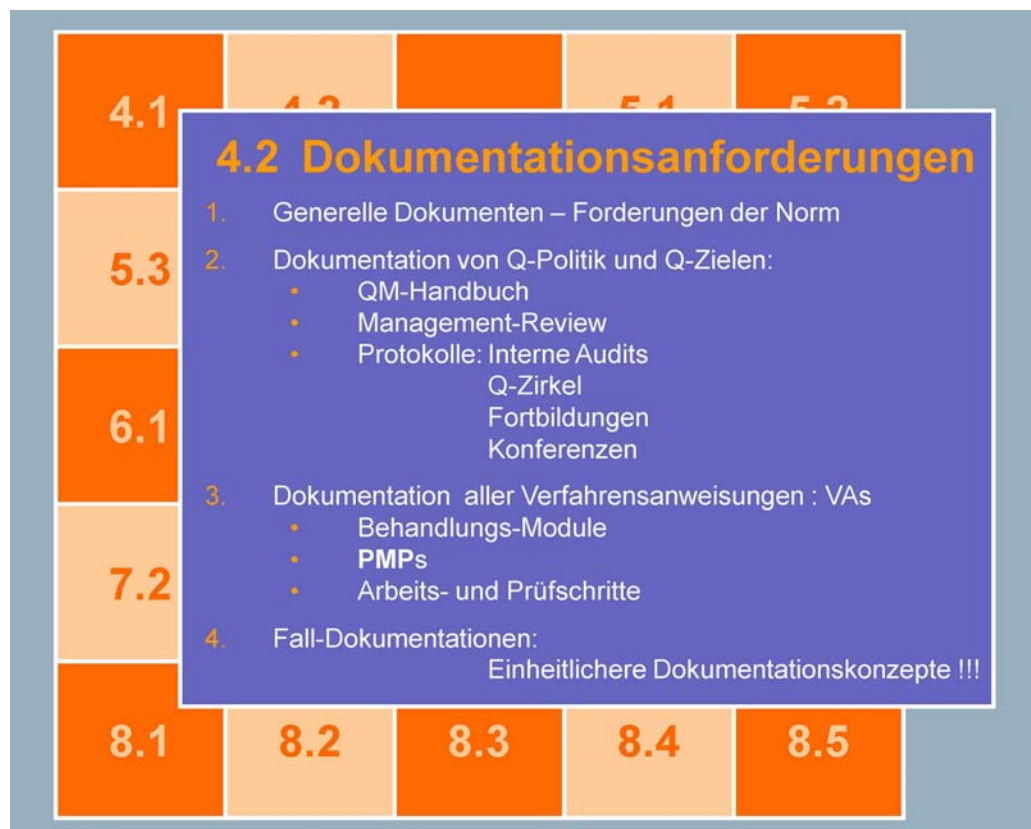 4.1
4.2 Dokumentationsanforderungen
1. Generelle Dokumenten – Forderungen der Norm
5.3
2. Dokumentation von Q-Politik und Q-Zielen:
• QM-Handbuch
• Management-Review
• Protokolle: Interne Audits
Q-Zirkel
Fortbildungen
Konferenzen
6.1
3. Dokumentation aller Verfahrensanweisungen : VAs
• Behandlungs-Module
• PMPs
• Arbeits- und Prüfschritte
7.2
4. Fall-Dokumentationen:
Einheitlichere Dokumentationskonzepte !!!
8.1 8.2 8.3 8.4 8.5